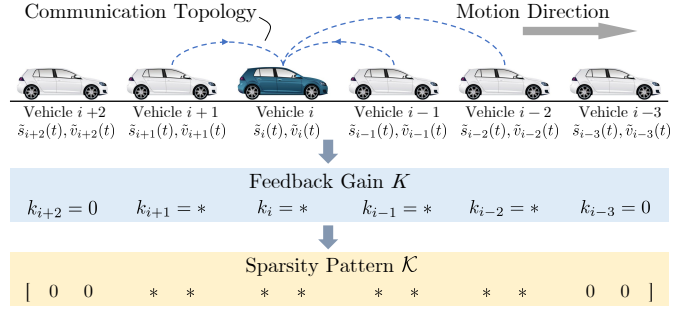 Communication Topology
Motion Direction
Vehicle i+2 Vehicle i+1 Vehicle i Vehicle i−1 Vehicle i−2 Vehicle i−3
s̃ᵢ₊₂(t), ṽᵢ₊₂(t) s̃ᵢ₊₁(t), ṽᵢ₊₁(t) s̃ᵢ(t), ṽᵢ(t) s̃ᵢ₋₁(t), ṽᵢ₋₁(t) s̃ᵢ₋₂(t), ṽᵢ₋₂(t) s̃ᵢ₋₃(t), ṽᵢ₋₃(t)
Feedback Gain K
kᵢ₊₂ = 0 kᵢ₊₁ = * kᵢ = * kᵢ₋₁ = * kᵢ₋₂ = * kᵢ₋₃ = 0
Sparsity Pattern 𝒦
[ 0 0 * * * * * * * * 0 0 ]